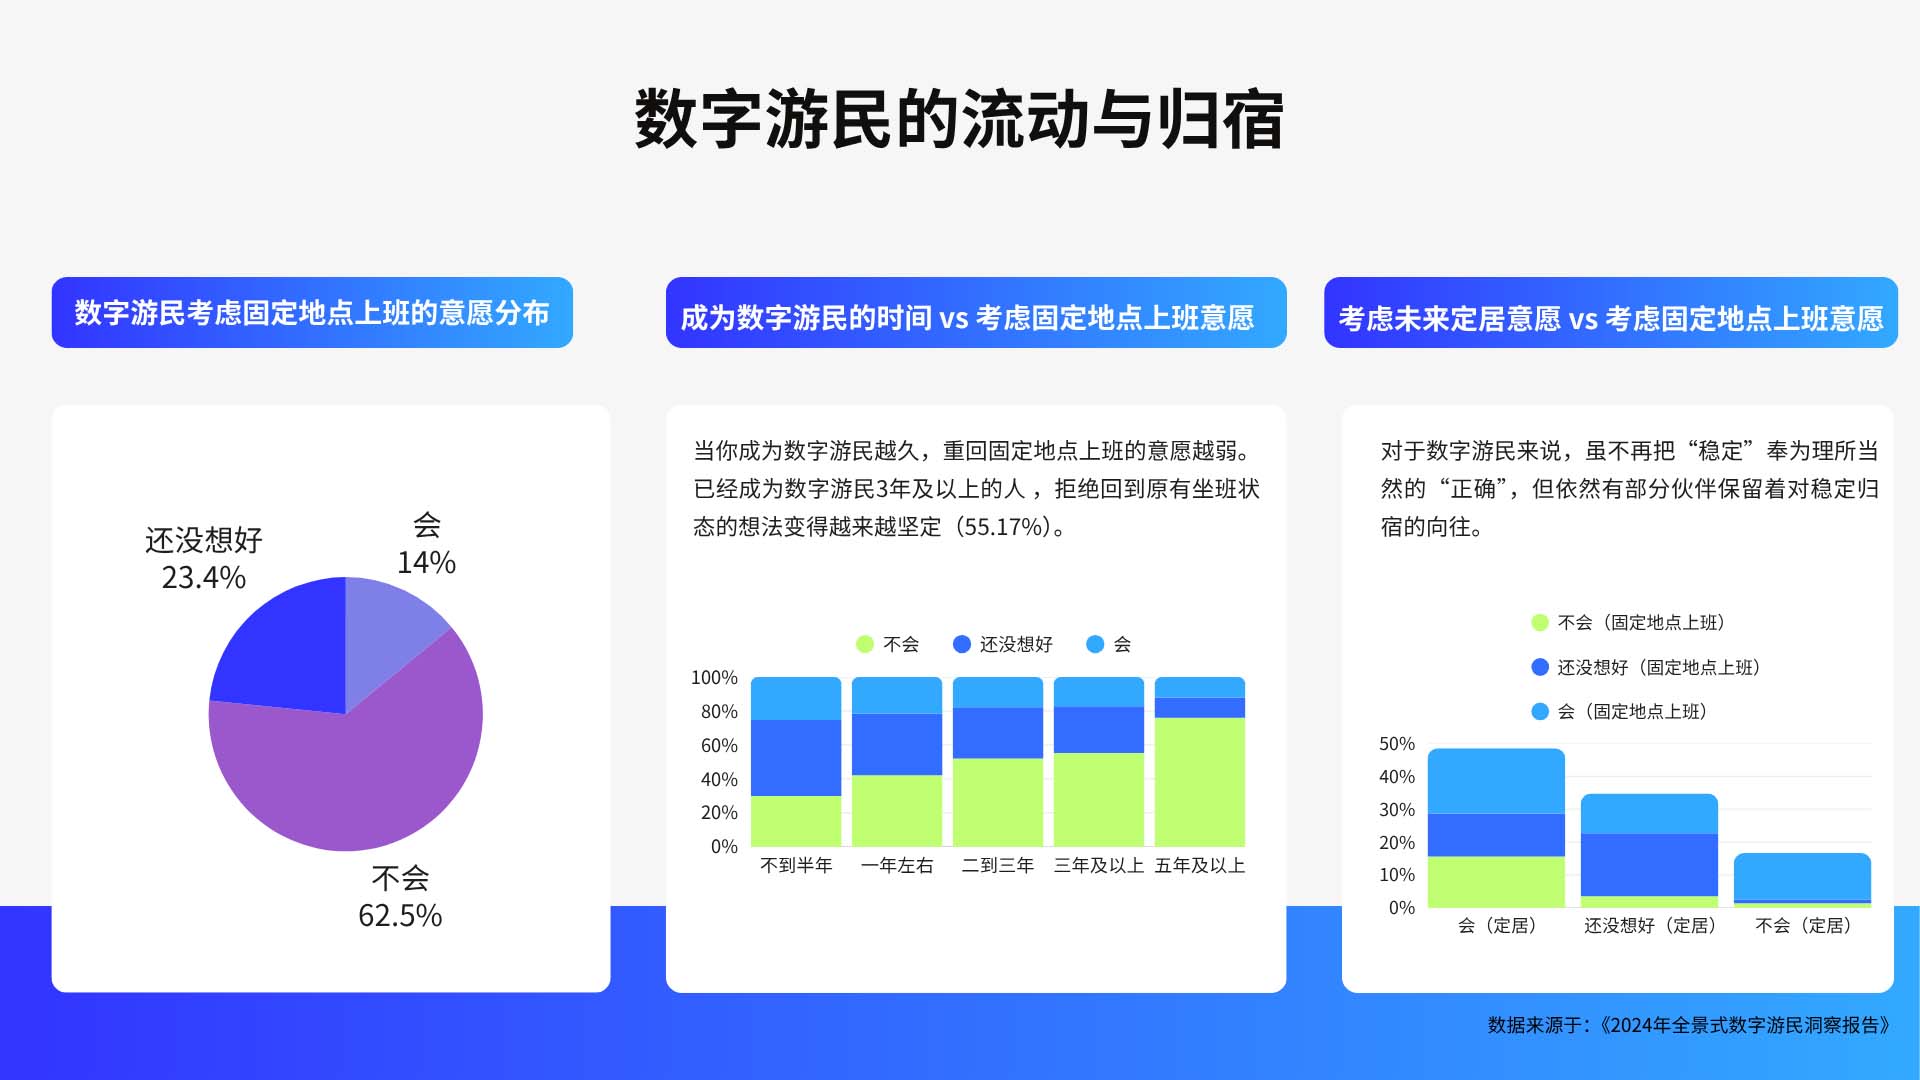 数字游民的流动与归宿
数字游民考虑固定地点上班的意愿分布
还没想好
23.4%
会
14%
不会
62.5%
成为数字游民的时间 vs 考虑固定地点上班意愿
当你成为数字游民越久，重回固定地点上班的意愿越弱。
已经成为数字游民3年及以上的人 ，拒绝回到原有坐班状
态的想法变得越来越坚定（55.17%）。
不会 还没想好 会
100%
80%
60%
40%
20%
0%
不到半年 一年左右 二到三年 三年及以上 五年及以上
考虑未来定居意愿 vs 考虑固定地点上班意愿
对于数字游民来说，虽不再把“稳定”奉为理所当
然的“正确”，但依然有部分伙伴保留着对稳定归
宿的向往。
不会（固定地点上班）
还没想好（固定地点上班）
会（固定地点上班）
50%
40%
30%
20%
10%
0%
会（定居） 还没想好（定居） 不会（定居）
数据来源于：《2024年全景式数字游民洞察报告》